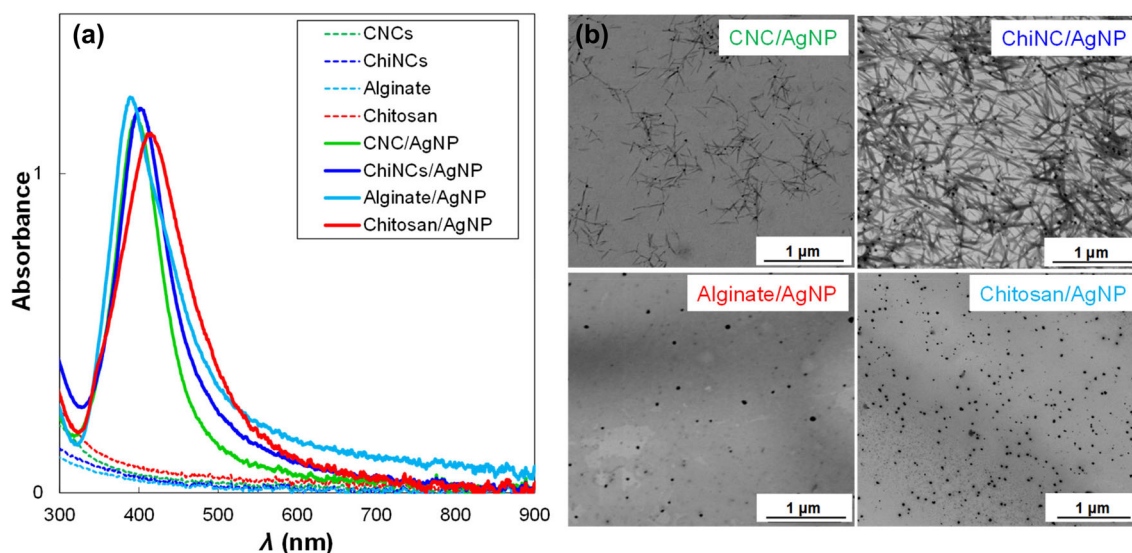 (a)
CNCs
ChiNCs
Alginate
Chitosan
CNC/AgNP
ChiNCs/AgNP
Alginate/AgNP
Chitosan/AgNP
Absorbance
1
0
300 400 500 600 700 800 900
λ (nm)
(b)
CNC/AgNP
1 µm
ChiNC/AgNP
1 µm
Alginate/AgNP
1 µm
Chitosan/AgNP
1 µm